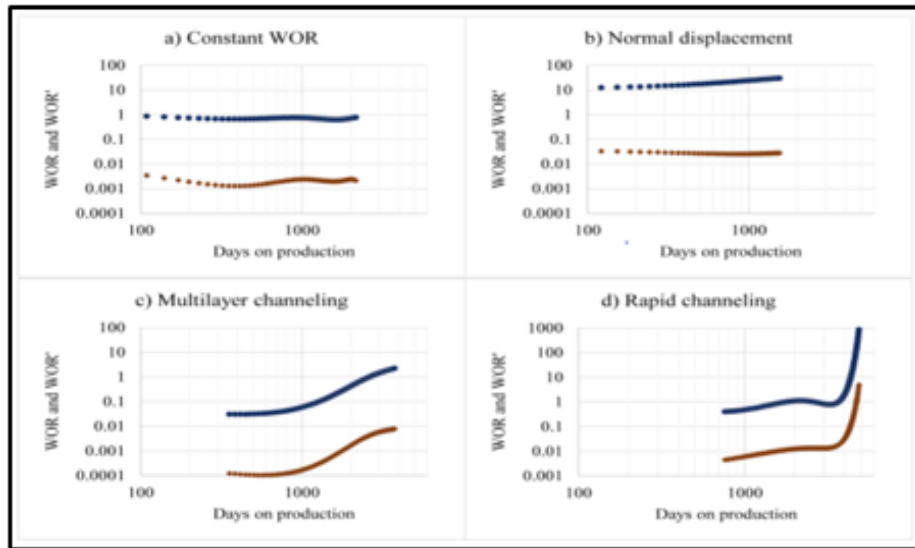 a) Constant WOR
WOR and WOR'
100
10
1
0.1
0.01
0.001
0.0001
100 1000
Days on production
b) Normal displacement
WOR and WOR'
100
10
1
0.1
0.01
0.001
0.0001
100 1000
Days on production
c) Multilayer channeling
WOR and WOR'
100
10
1
0.1
0.01
0.001
0.0001
100 1000
Days on production
d) Rapid channeling
WOR and WOR'
1000
100
10
1
0.1
0.01
0.001
100 1000
Days on production